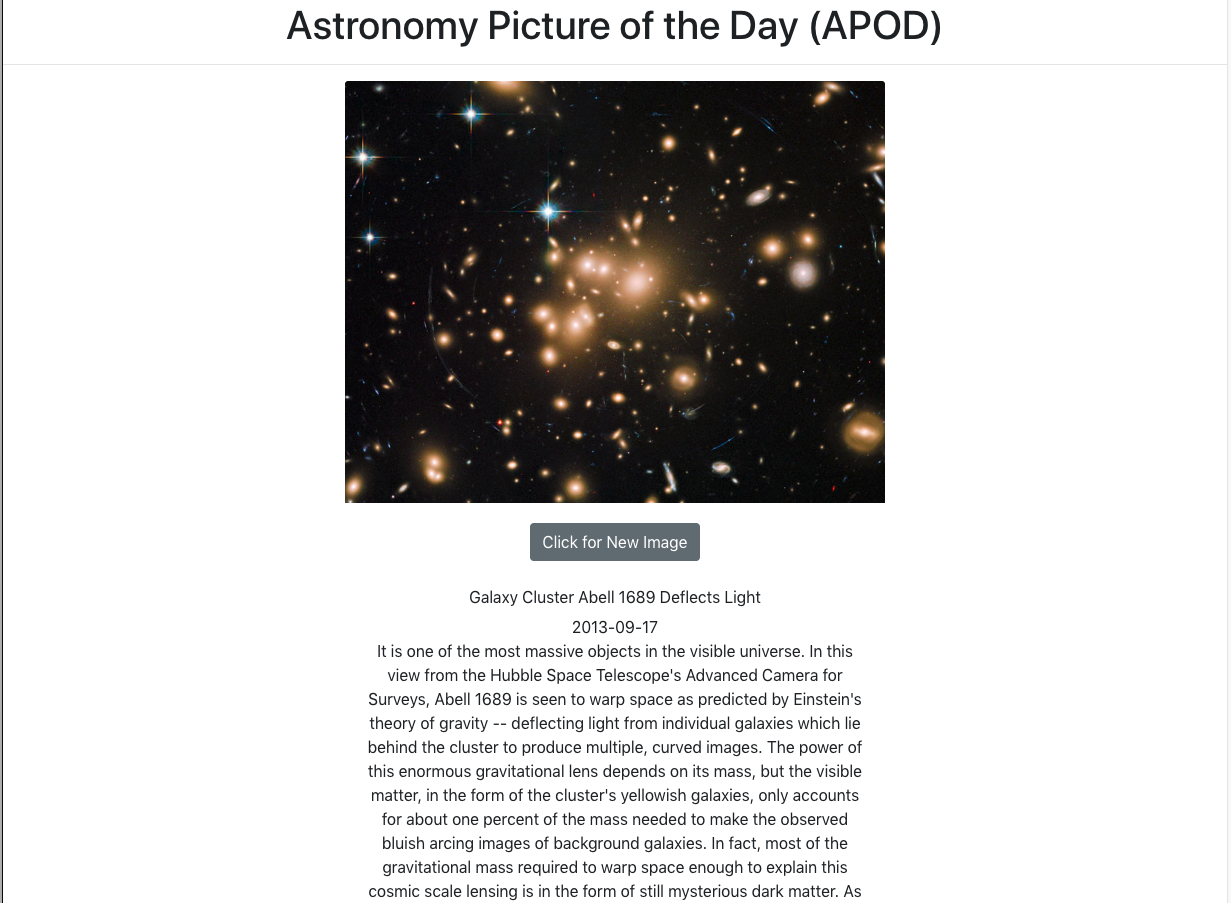 Astronomy Picture of the Day (APOD)
Click for New Image
Galaxy Cluster Abell 1689 Deflects Light
2013-09-17
It is one of the most massive objects in the visible universe. In this
view from the Hubble Space Telescope's Advanced Camera for
Surveys, Abell 1689 is seen to warp space as predicted by Einstein's
theory of gravity -- deflecting light from individual galaxies which lie
behind the cluster to produce multiple, curved images. The power of
this enormous gravitational lens depends on its mass, but the visible
matter, in the form of the cluster's yellowish galaxies, only accounts
for about one percent of the mass needed to make the observed
bluish arcing images of background galaxies. In fact, most of the
gravitational mass required to warp space enough to explain this
cosmic scale lensing is in the form of still mysterious dark matter. As